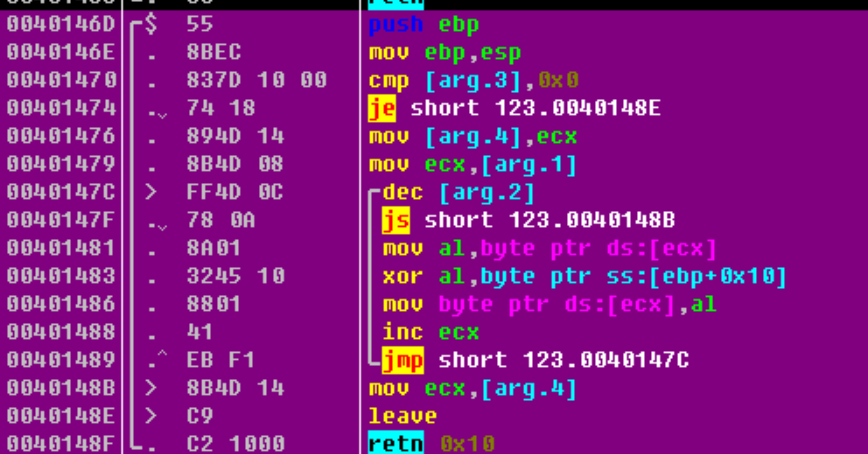 0040146D $ 55 push ebp
0040146E . 8BEC mov ebp,esp
00401470 . 837D 10 00 cmp [arg.3],0x0
00401474 .v 74 18 je short 123.0040148E
00401476 . 894D 14 mov [arg.4],ecx
00401479 . 8B4D 08 mov ecx,[arg.1]
0040147C > FF4D 0C dec [arg.2]
0040147F .v 78 0A js short 123.0040148B
00401481 . 8A01 mov al,byte ptr ds:[ecx]
00401483 . 3245 10 xor al,byte ptr ss:[ebp+0x10]
00401486 . 8801 mov byte ptr ds:[ecx],al
00401488 . 41 inc ecx
00401489 .^ EB F1 jmp short 123.0040147C
0040148B > 8B4D 14 mov ecx,[arg.4]
0040148E > C9 leave
0040148F . C2 1000 retn 0x10